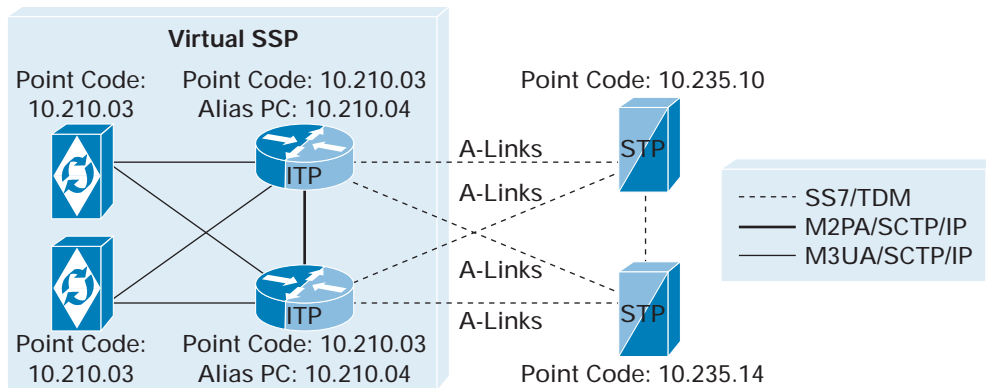 Virtual SSP
Point Code:
10.210.03
Point Code: 10.210.03
Alias PC: 10.210.04
Point Code: 10.235.10
ITP
A-Links
STP
A-Links
SS7/TDM
M2PA/SCTP/IP
M3UA/SCTP/IP
A-Links
ITP
A-Links
STP
Point Code:
10.210.03
Point Code: 10.210.03
Alias PC: 10.210.04
Point Code: 10.235.14